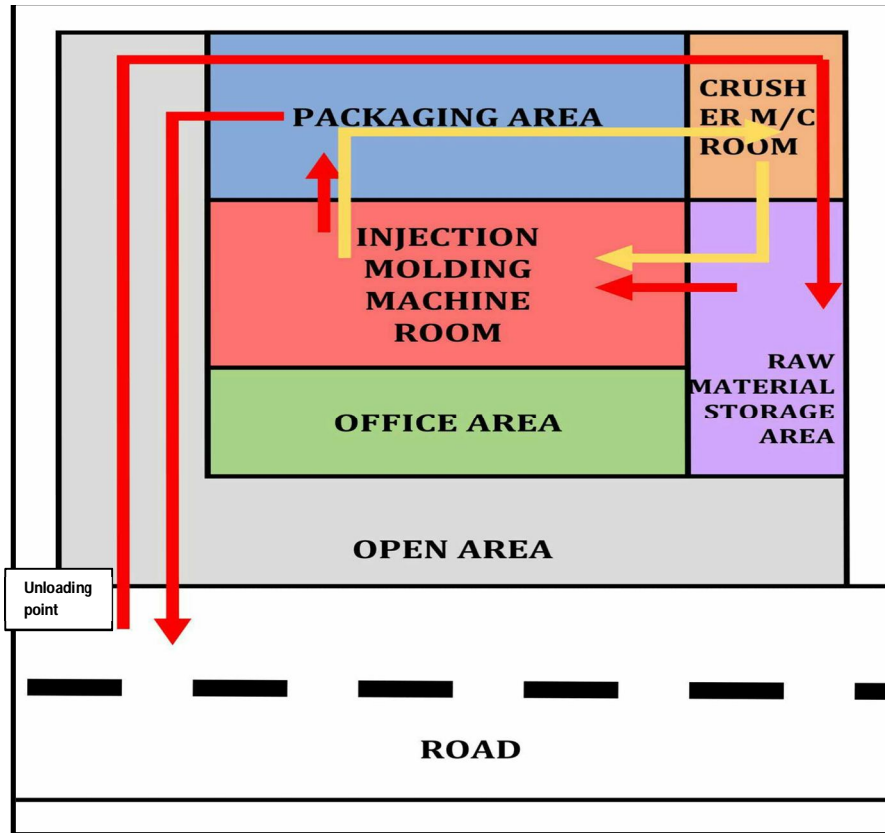 PACKAGING AREA
CRUSH
ER M/C
ROOM
INJECTION
MOLDING
MACHINE
ROOM
RAW
MATERIAL
STORAGE
AREA
OFFICE AREA
OPEN AREA
Unloading
point
ROAD